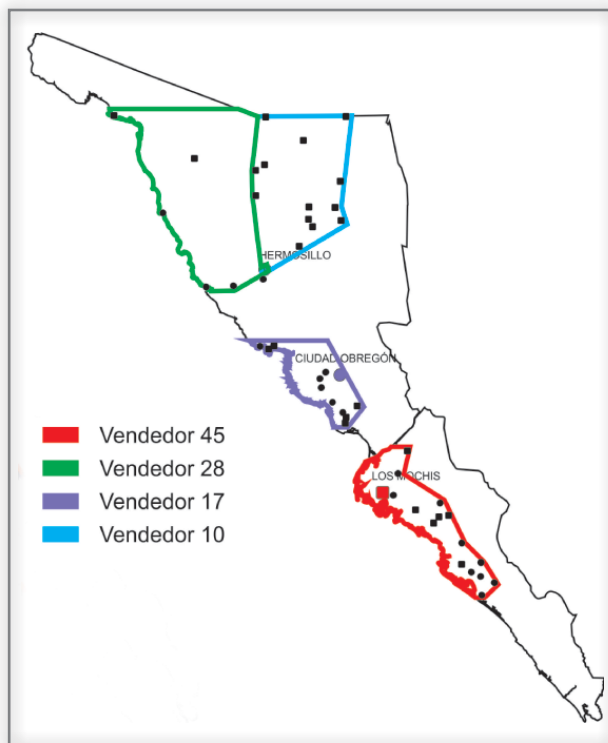 HERMOSILLO
CIUDAD OBREGÓN
LOS MOCHIS
Vendedor 45
Vendedor 28
Vendedor 17
Vendedor 10